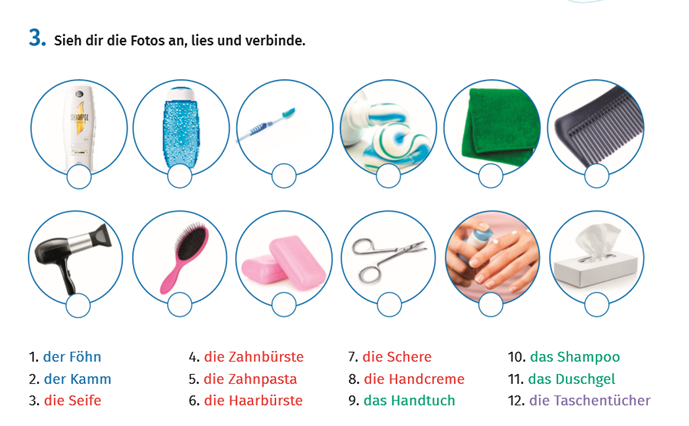 3. Sieh dir die Fotos an, lies und verbinde.
SHAMPOL
1. der Föhn
2. der Kamm
3. die Seife
4. die Zahnbürste
5. die Zahnpasta
6. die Haarbürste
7. die Schere
8. die Handcreme
9. das Handtuch
10. das Shampoo
11. das Duschgel
12. die Taschentücher